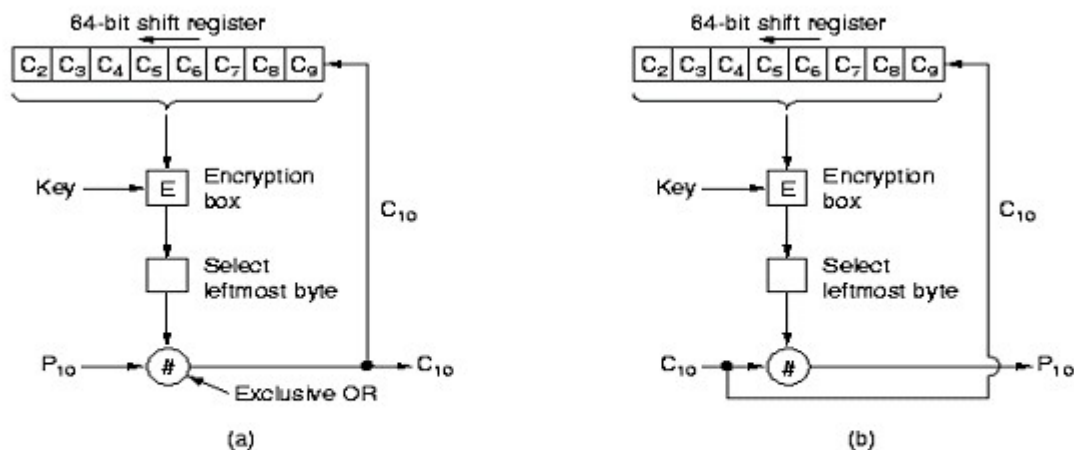 64-bit shift register
C₂ C₃ C₄ C₅ C₆ C₇ C₈ C₉
Key
E
Encryption
box
C₁₀
Select
leftmost byte
P₁₀
#
C₁₀
Exclusive OR
(a)
64-bit shift register
C₂ C₃ C₄ C₅ C₆ C₇ C₈ C₉
Key
E
Encryption
box
C₁₀
Select
leftmost byte
C₁₀
#
P₁₀
(b)